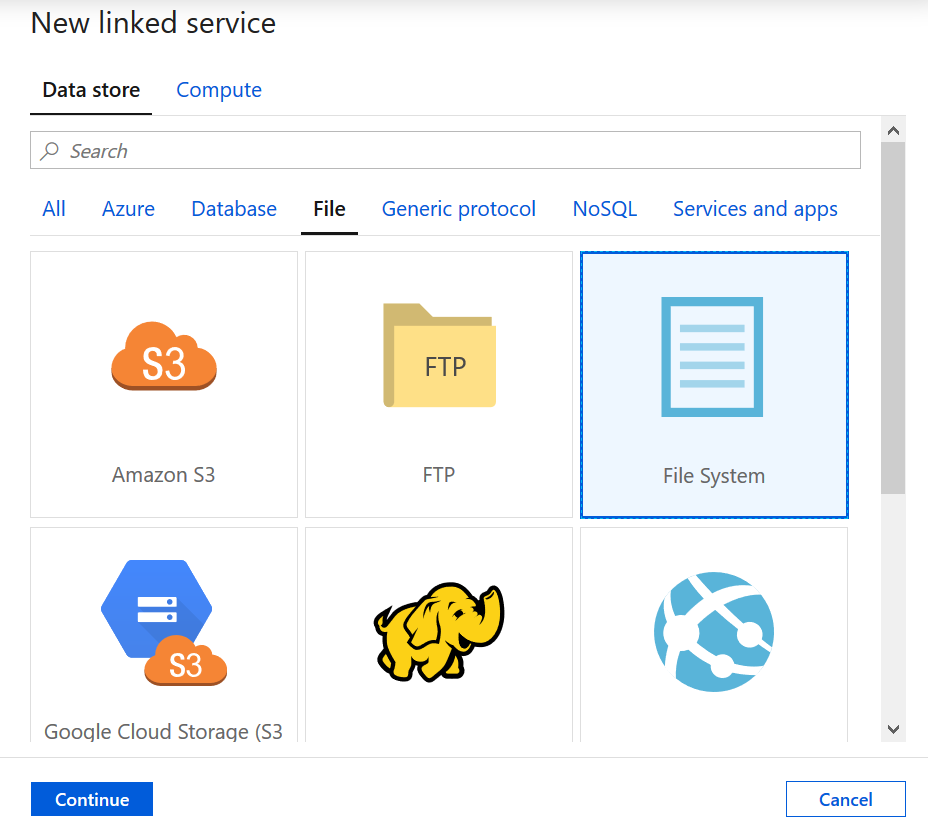 New linked service
Data store Compute
Search
All Azure Database File Generic protocol NoSQL Services and apps
S3 FTP
Amazon S3 FTP File System
S3
Google Cloud Storage (S3
Continue Cancel